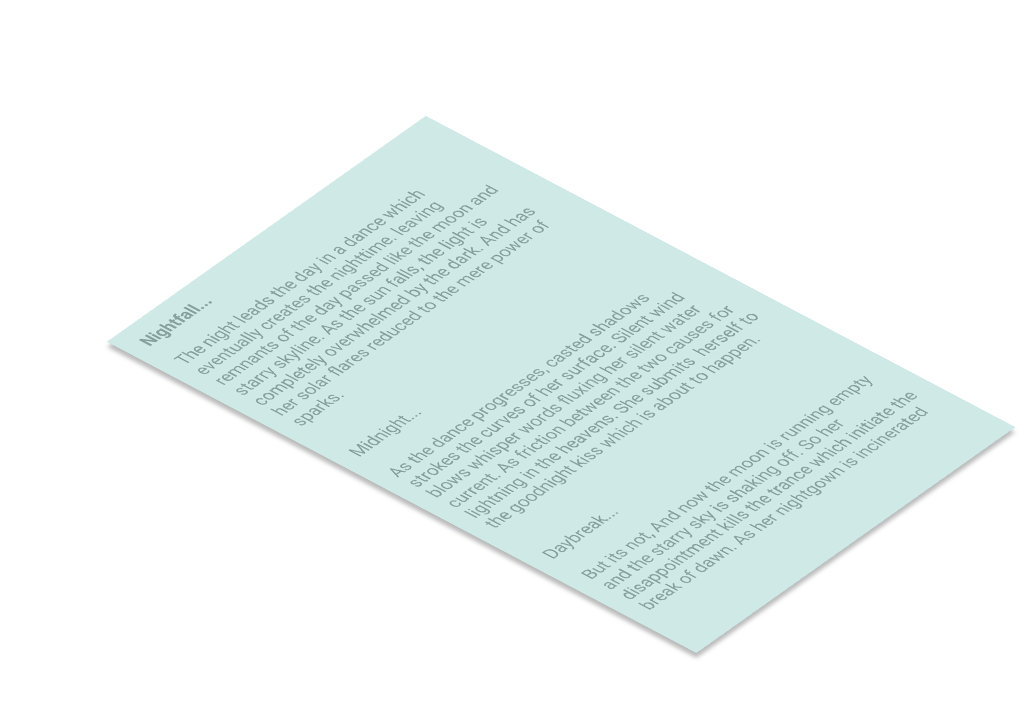 Nightfall...
The night leads the day in a dance which
eventually creates the nighttime. leaving
remnants of the day passed like the moon and
starry skyline. As the sun falls, the light is
completely overwhelmed by the dark. And has
her solar flares reduced to the mere power of
sparks.
Midnight...
As the dance progresses, casted shadows
strokes the curves of her surface. Silent wind
blows whisper words fluxing her silent water
current. As friction between the two causes for
lightning in the heavens. She submits  herself to
the goodnight kiss which is about to happen.
Daybreak...
But its not, And now the moon is running empty
and the starry sky is shaking off. So her
disappointment kills the trance which initiate the
break of dawn. As her nightgown is incinerated